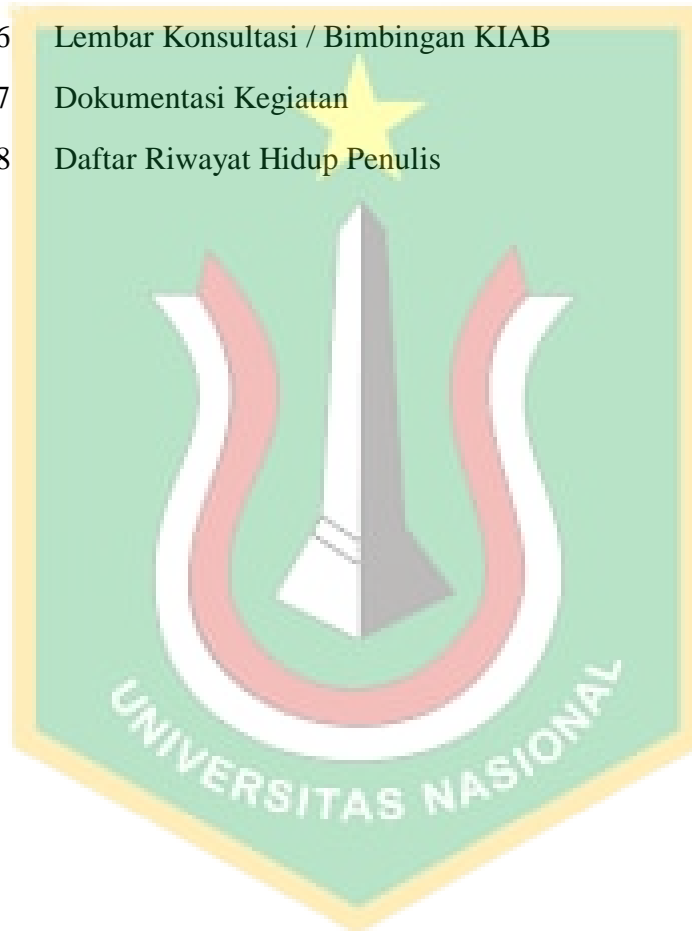 6 Lembar Konsultasi / Bimbingan KIAB
7 Dokumentasi Kegiatan
8 Daftar Riwayat Hidup Penulis
UNIVERSITAS NASIONAL